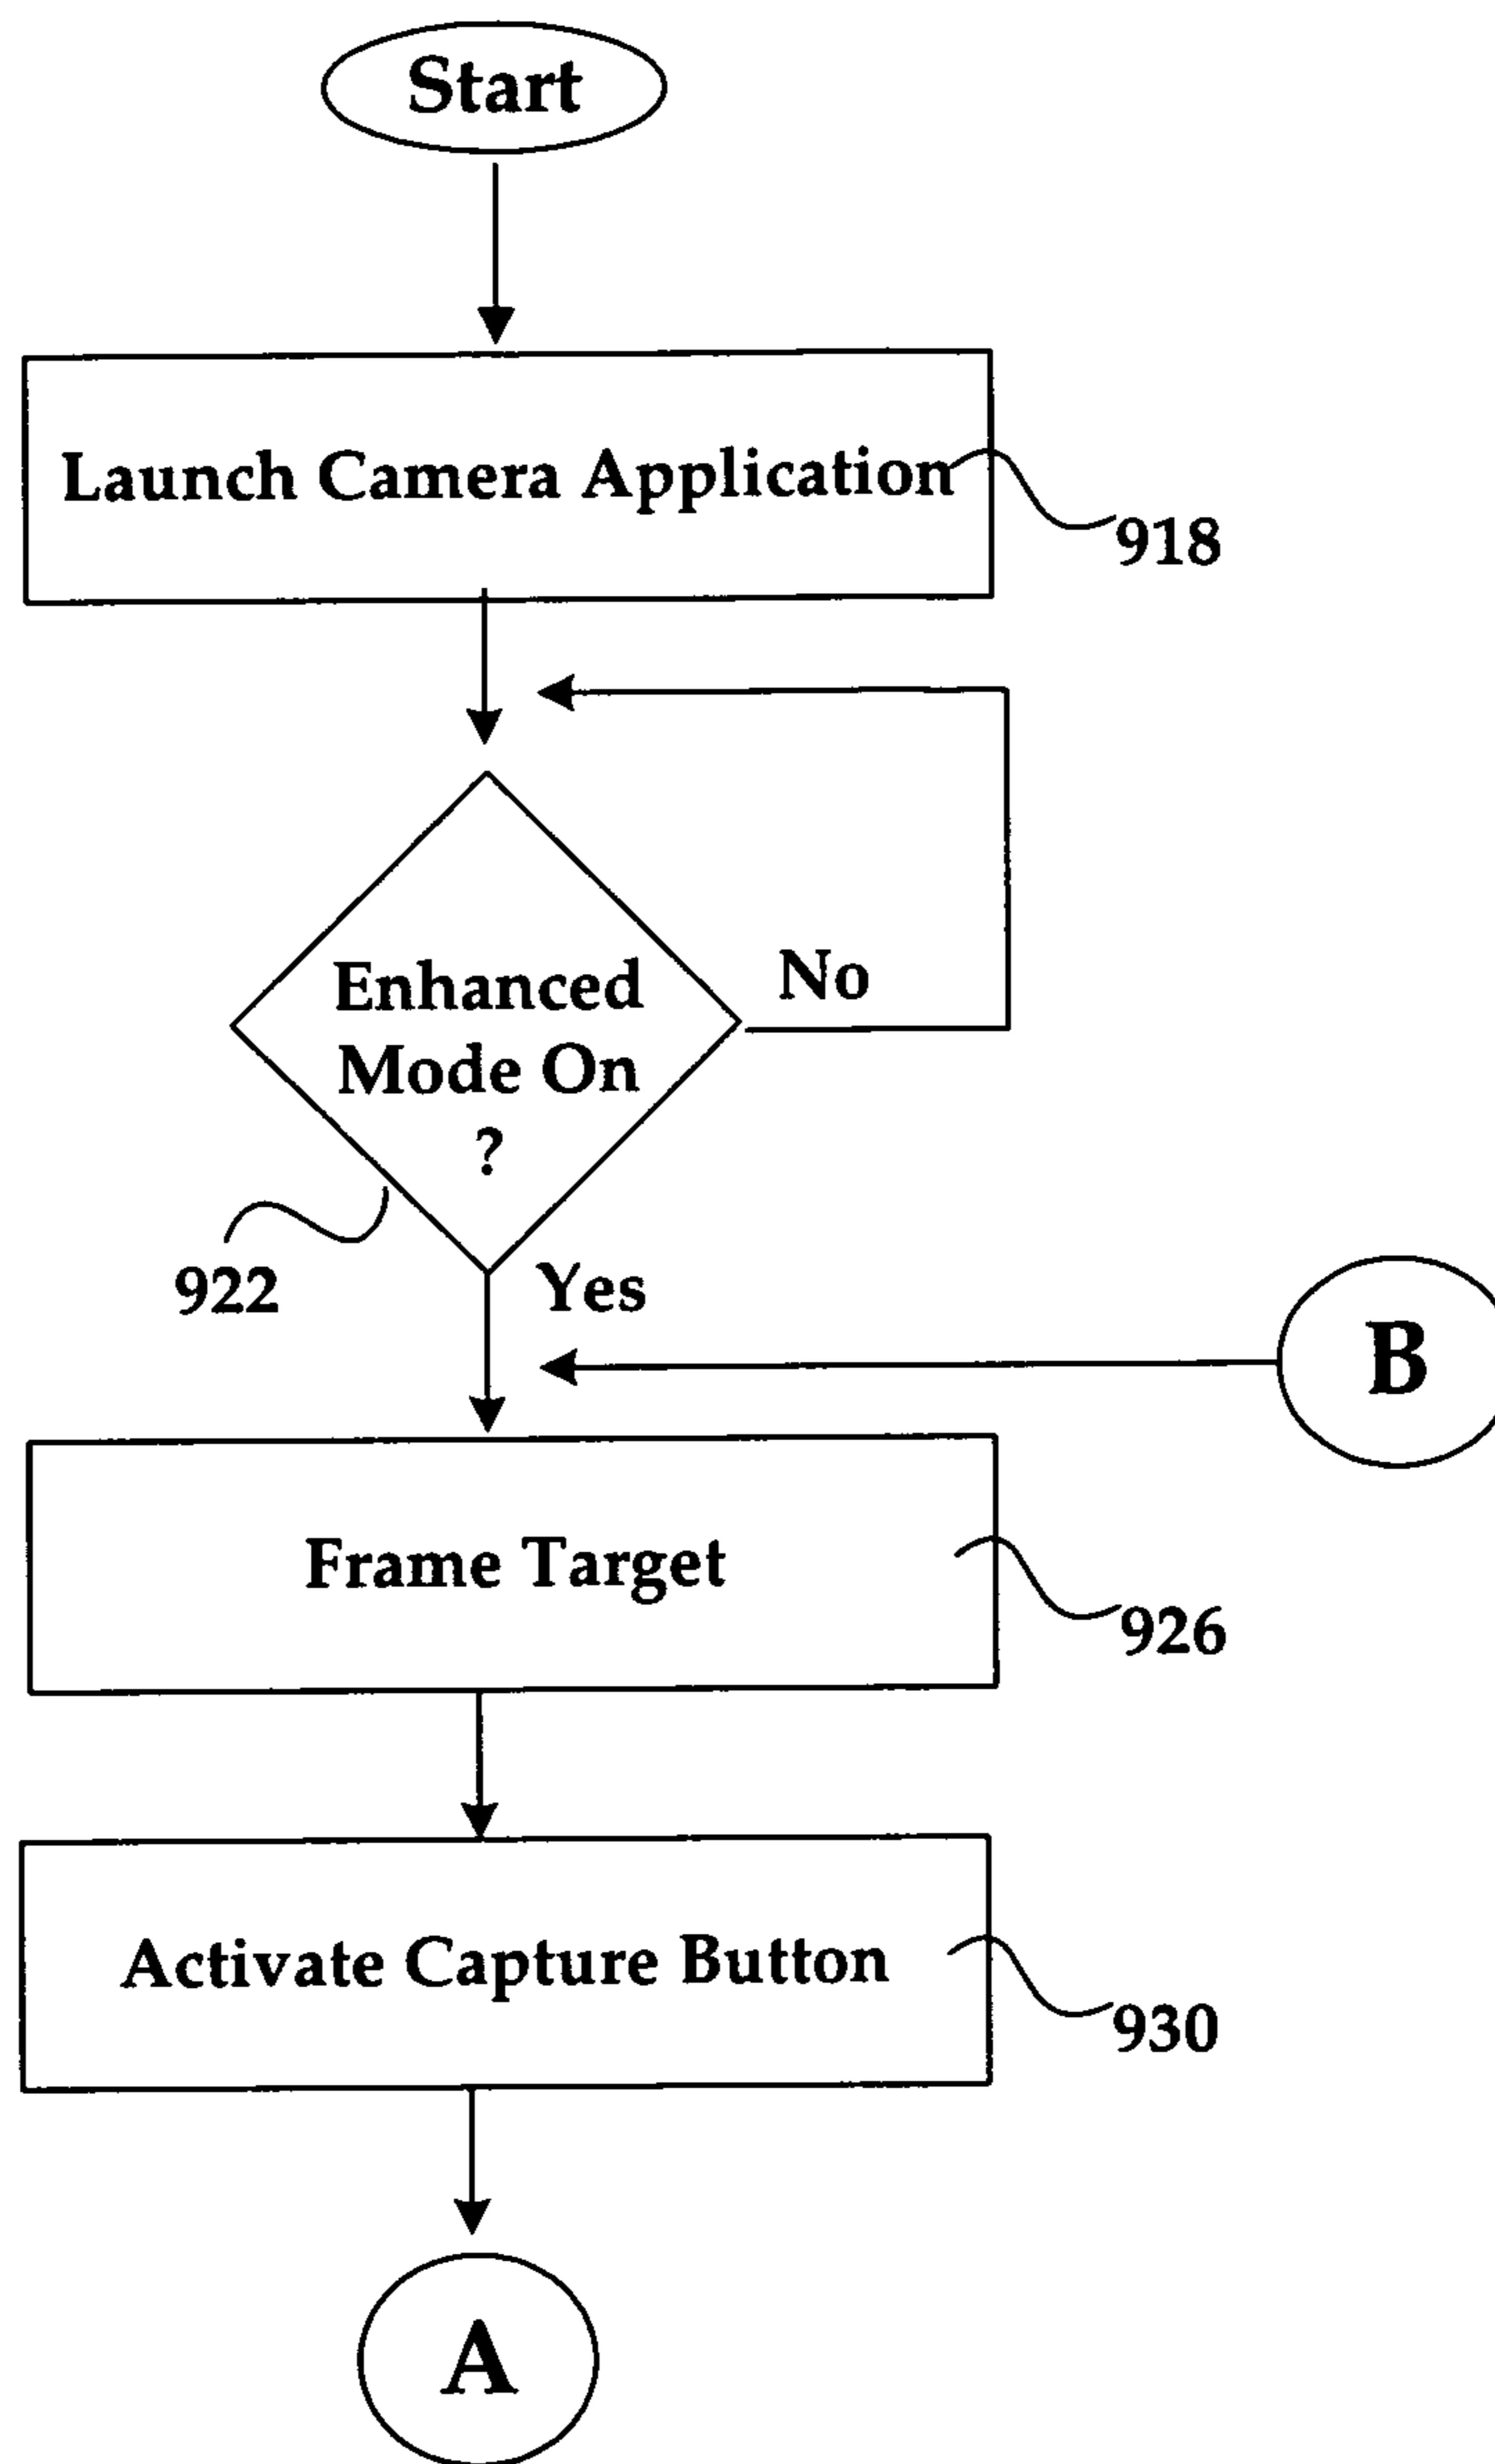 Start
Launch Camera Application
918
Enhanced
Mode On
?
No
922
Yes
B
Frame Target
926
Activate Capture Button
930
A